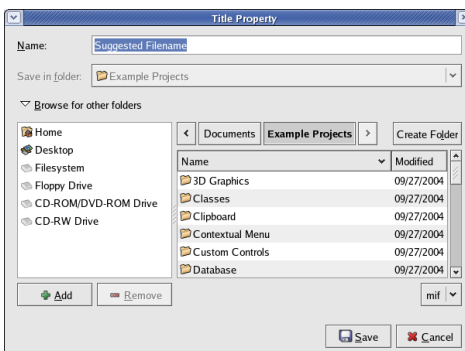 Title Property
Name: Suggested Filename
Save in folder: Example Projects
Browse for other folders
Home
Desktop
Filesystem
Floppy Drive
CD-ROM/DVD-ROM Drive
CD-RW Drive
Documents Example Projects Create Folder
Name Modified
3D Graphics 09/27/2004
Classes 09/27/2004
Clipboard 09/27/2004
Contextual Menu 09/27/2004
Custom Controls 09/27/2004
Database 09/27/2004
Add Remove mif
Save Cancel